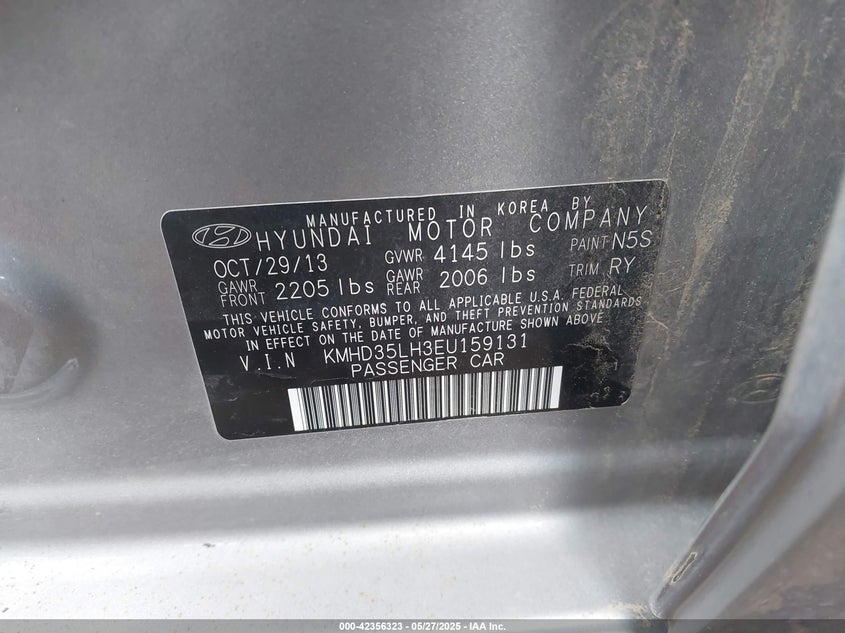 MANUFACTURED IN KOREA BY
HYUNDAI MOTOR COMPANY
OCT/29/13 GVWR 4145 lbs PAINT N5S
GAWR FRONT 2205 lbs GAWR REAR 2006 lbs TRIM RY
THIS VEHICLE CONFORMS TO ALL APPLICABLE U.S.A. FEDERAL
MOTOR VEHICLE SAFETY, BUMPER, AND THEFT PREVENTION STANDARDS
IN EFFECT ON THE DATE OF MANUFACTURE SHOWN ABOVE
V.I.N KMHD35LH3EU159131
PASSENGER CAR
000-42356323 - 05/27/2025 - IAA Inc.